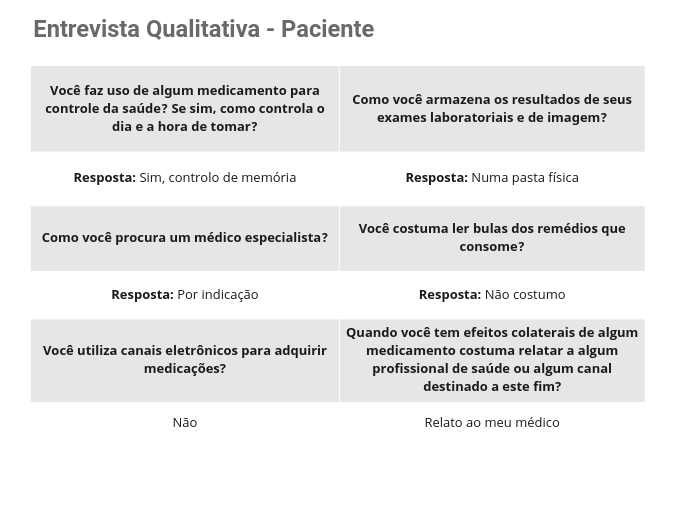 Entrevista Qualitativa - Paciente
Você faz uso de algum medicamento para
controle da saúde? Se sim, como controla o
dia e a hora de tomar?
Como você armazena os resultados de seus
exames laboratoriais e de imagem?
Resposta: Sim, controlo de memória
Resposta: Numa pasta física
Como você procura um médico especialista?
Você costuma ler bulas dos remédios que
consome?
Resposta: Por indicação
Resposta: Não costumo
Você utiliza canais eletrônicos para adquirir
medicações?
Quando você tem efeitos colaterais de algum
medicamento costuma relatar a algum
profissional de saúde ou algum canal
destinado a este fim?
Não
Relato ao meu médico